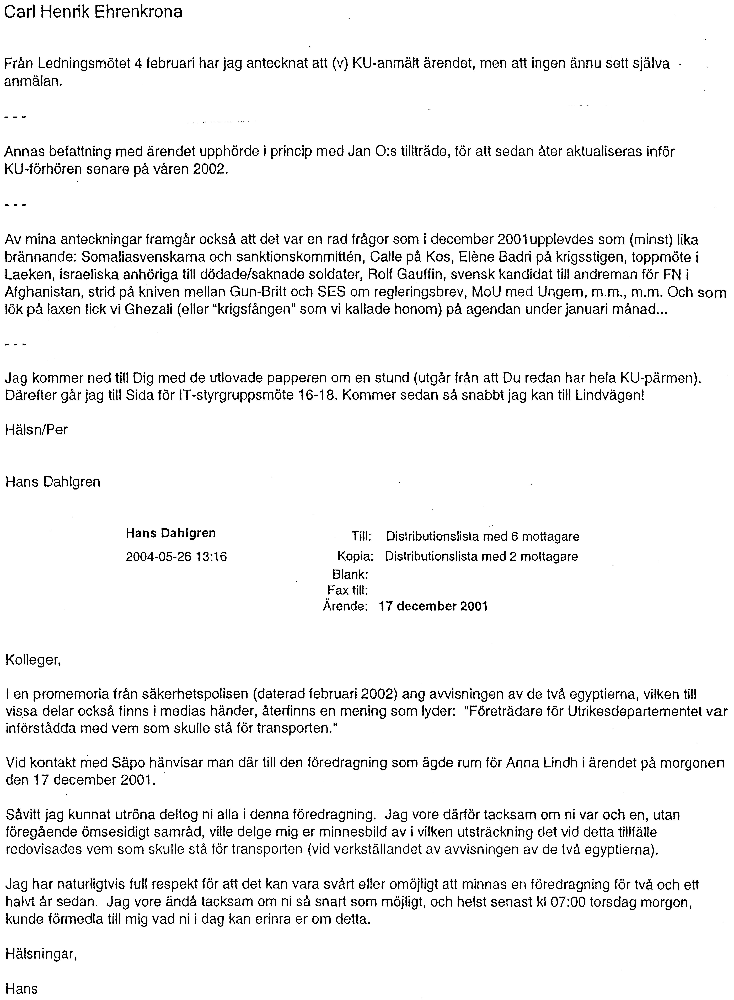 Carl Henrik Ehrenkrona
Från Ledningsmötet 4 februari har jag antecknat att (v) KU-anmält ärendet, men att ingen ännu sett själva
anmälan.
---
Annas befattning med ärendet upphörde i princip med Jan O:s tillträde, för att sedan åter aktualiseras inför
KU-förhören senare på våren 2002.
---
Av mina anteckningar framgår också att det var en rad frågor som i december 2001upplevdes som (minst) lika
brännande: Somaliasvenskarna och sanktionskommittén, Calle på Kos, Elène Badri på krigsstigen, toppmöte i
Laeken, israeliska anhöriga till dödade/saknade soldater, Rolf Gauffin, svensk kandidat till andreman för FN i
Afghanistan, strid på kniven mellan Gun-Britt och SES om regleringsbrev, MoU med Ungern, m.m., m.m. Och som
lök på laxen fick vi Ghezali (eller "krigsfången" som vi kallade honom) på agendan under januari månad...
---
Jag kommer ned till Dig med de utlovade papperen om en stund (utgår från att Du redan har hela KU-pärmen).
Därefter går jag till Sida för IT-styrgruppsmöte 16-18. Kommer sedan så snabbt jag kan till Lindvägen!
Hälsn/Per
Hans Dahlgren
Hans Dahlgren Till: Distributionslista med 6 mottagare
2004-05-26 13:16 Kopia: Distributionslista med 2 mottagare
Blank:
Fax till:
Ärende: 17 december 2001
Kolleger,
I en promemoria från säkerhetspolisen (daterad februari 2002) ang avvisningen av de två egyptierna, vilken till
vissa delar också finns i medias händer, återfinns en mening som lyder: "Företrädare för Utrikesdepartementet var
införstådda med vem som skulle stå för transporten."
Vid kontakt med Säpo hänvisar man där till den föredragning som ägde rum för Anna Lindh i ärendet på morgonen
den 17 december 2001.
Såvitt jag kunnat utröna deltog ni alla i denna föredragning. Jag vore därför tacksam om ni var och en, utan
föregående ömsesidigt samråd, ville delge mig er minnesbild av i vilken utsträckning det vid detta tillfälle
redovisades vem som skulle stå för transporten (vid verkställandet av avvisningen av de två egyptierna).
Jag har naturligtvis full respekt för att det kan vara svårt eller omöjligt att minnas en föredragning för två och ett
halvt år sedan. Jag vore ändå tacksam om ni så snart som möjligt, och helst senast kl 07:00 torsdag morgon,
kunde förmedla till mig vad ni i dag kan erinra er om detta.
Hälsningar,
Hans